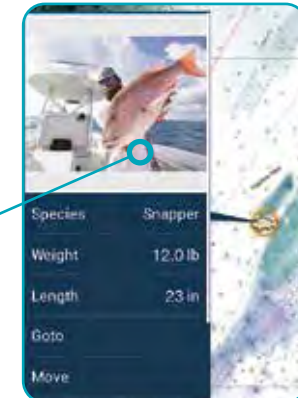 Species Snapper
Weight 12.0 lb
Length 23 in
Goto
Move